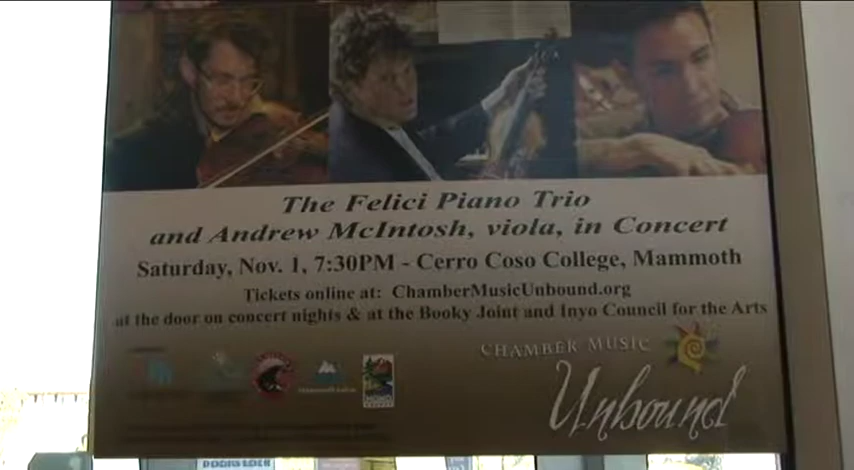 The Felici Piano Trio
and Andrew McIntosh, viola, in Concert
Saturday, Nov. 1, 7:30PM - Cerro Coso College, Mammoth
Tickets online at: ChamberMusicUnbound.org
at the door on concert nights & at the Booky Joint and Inyo Council for the Arts
CHAMBER MUSIC
Unbound
MONO